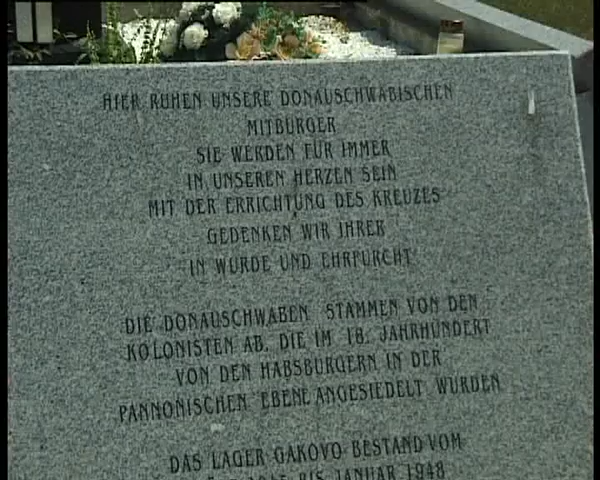 HIER RUHEN UNSERE DONAUSCHWÄBISCHEN
MITBÜRGER
SIE WERDEN FÜR IMMER
IN UNSEREN HERZEN SEIN
MIT DER ERRICHTUNG DES KREUZES
GEDENKEN WIR IHRER
IN WÜRDE UND EHRFURCHT
DIE DONAUSCHWABEN STAMMEN VON DEN
KOLONISTEN AB, DIE IM 18. JAHRHUNDERT
VON DEN HABSBURGERN IN DER
PANNONISCHEN EBENE ANGESIEDELT WURDEN
DAS LAGER GAKOVO BESTAND VOM
BIS JANUAR 1948